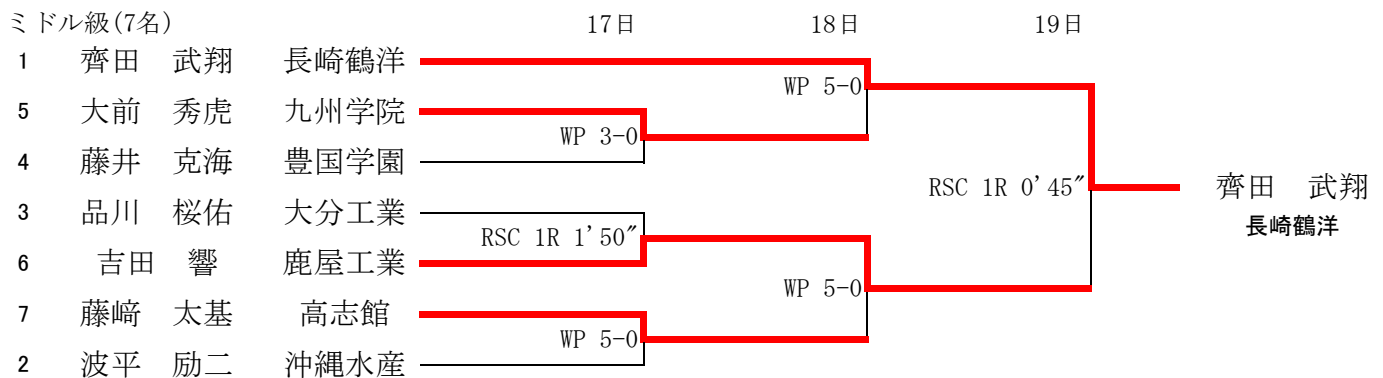 ミドル級(7名) 17日 18日 19日
1 齊田 武翔 長崎鶴洋
WP 5-0
5 大前 秀虎 九州学院
WP 3-0
4 藤井 克海 豊国学園
RSC 1R 0'45″ 齊田 武翔
長崎鶴洋
3 品川 桜佑 大分工業
RSC 1R 1'50″
6 吉田 響 鹿屋工業
WP 5-0
7 藤﨑 太基 高志館
WP 5-0
2 波平 励二 沖縄水産